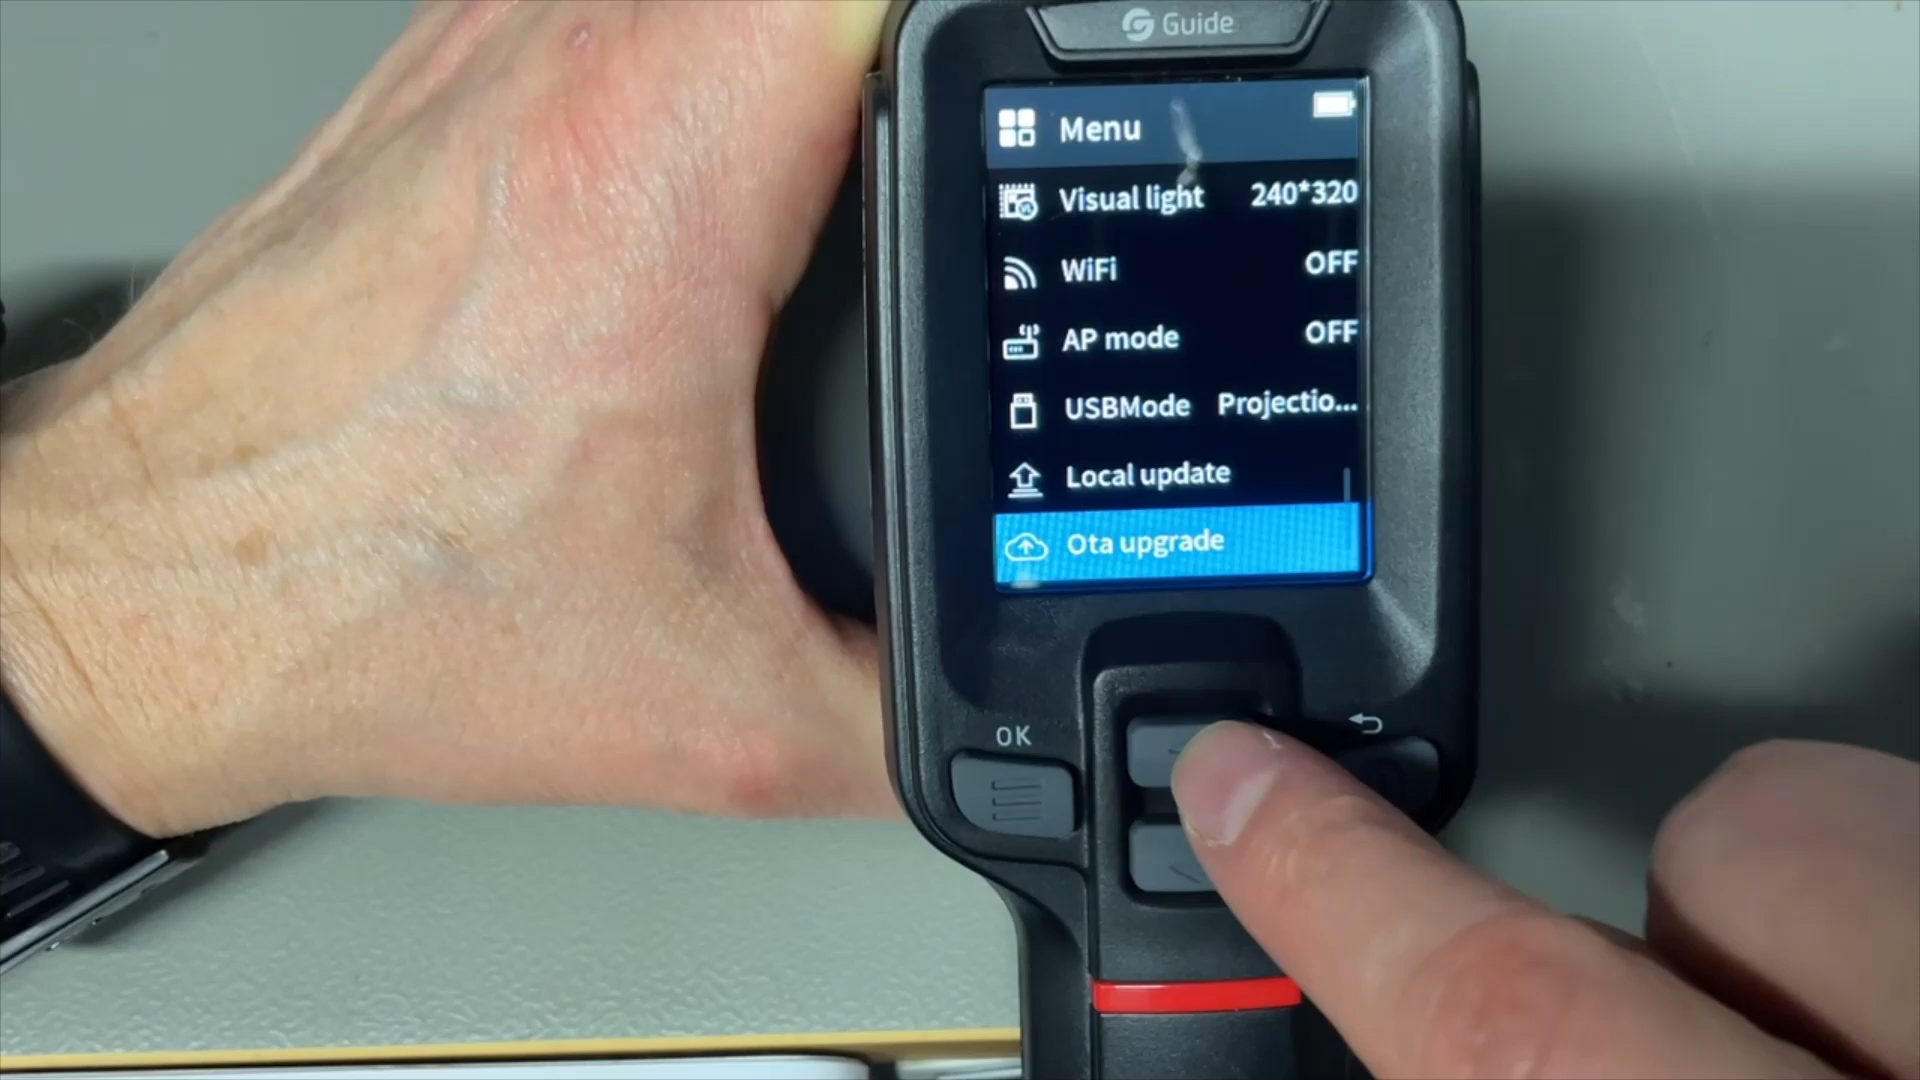 Guide
Menu
Visual light 240*320
WiFi OFF
AP mode OFF
USBMode Projectio...
Local update
Ota upgrade
OK